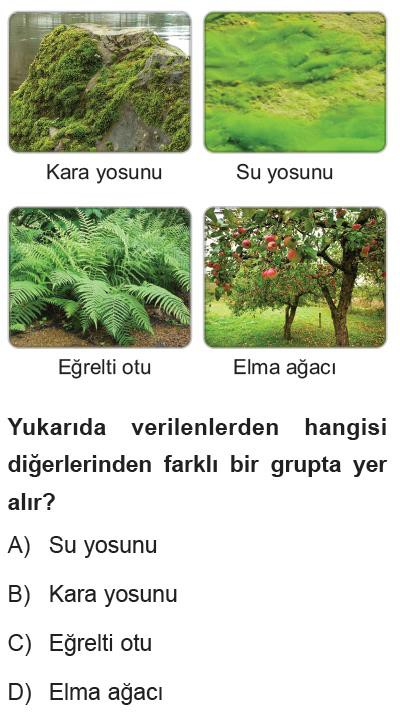 Kara yosunu
Su yosunu
Eğrelti otu
Elma ağacı
Yukarıda verilenlerden hangisi
diğerlerinden farklı bir grupta yer
alır?
A) Su yosunu
B) Kara yosunu
C) Eğrelti otu
D) Elma ağacı